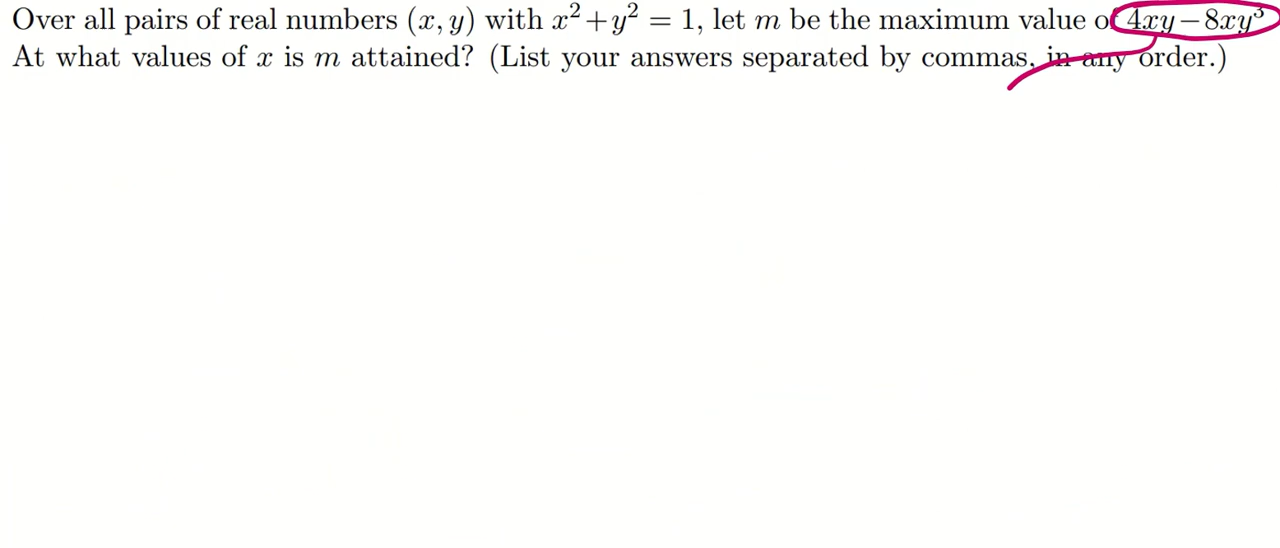 Over all pairs of real numbers (x, y) with x² + y² = 1, let m be the maximum value of 4xy − 8xy³
At what values of x is m attained? (List your answers separated by commas, in any order.)